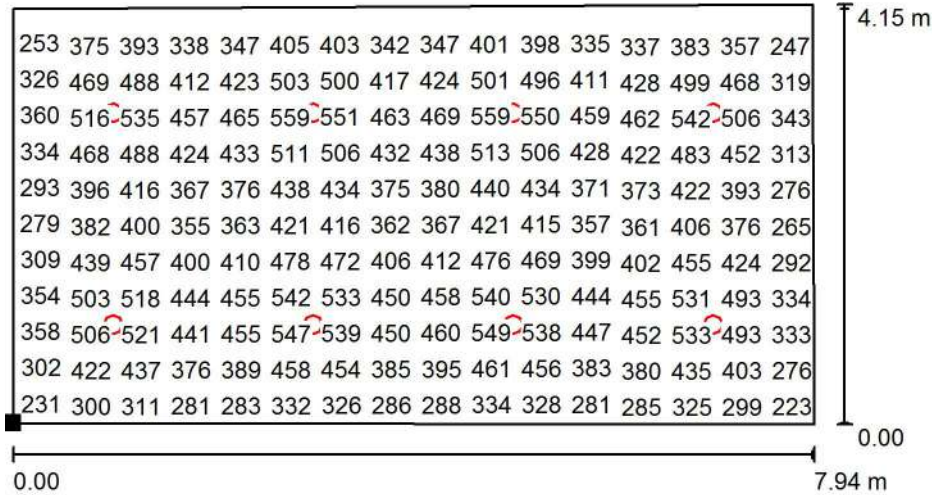 4.15 m
253 375 393 338 347 405 403 342 347 401 398 335 337 383 357 247
326 469 488 412 423 503 500 417 424 501 496 411 428 499 468 319
360 516 535 457 465 559 551 463 469 559 550 459 462 542 506 343
334 468 488 424 433 511 506 432 438 513 506 428 422 483 452 313
293 396 416 367 376 438 434 375 380 440 434 371 373 422 393 276
279 382 400 355 363 421 416 362 367 421 415 357 361 406 376 265
309 439 457 400 410 478 472 406 412 476 469 399 402 455 424 292
354 503 518 444 455 542 533 450 458 540 530 444 455 531 493 334
358 506 521 441 455 547 539 450 460 549 538 447 452 533 493 333
302 422 437 376 389 458 454 385 395 461 456 383 380 435 403 276
231 300 311 281 283 332 326 286 288 334 328 281 285 325 299 223
0.00
0.00 7.94 m